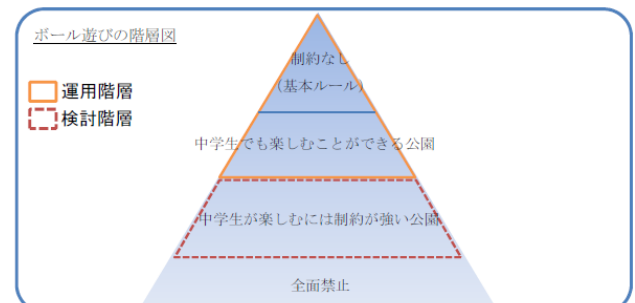 ボール遊びの階層図
運用階層
検討階層
制約なし
（基本ルール）
中学生でも楽しむことができる公園
中学生が楽しむには制約が強い公園
全面禁止